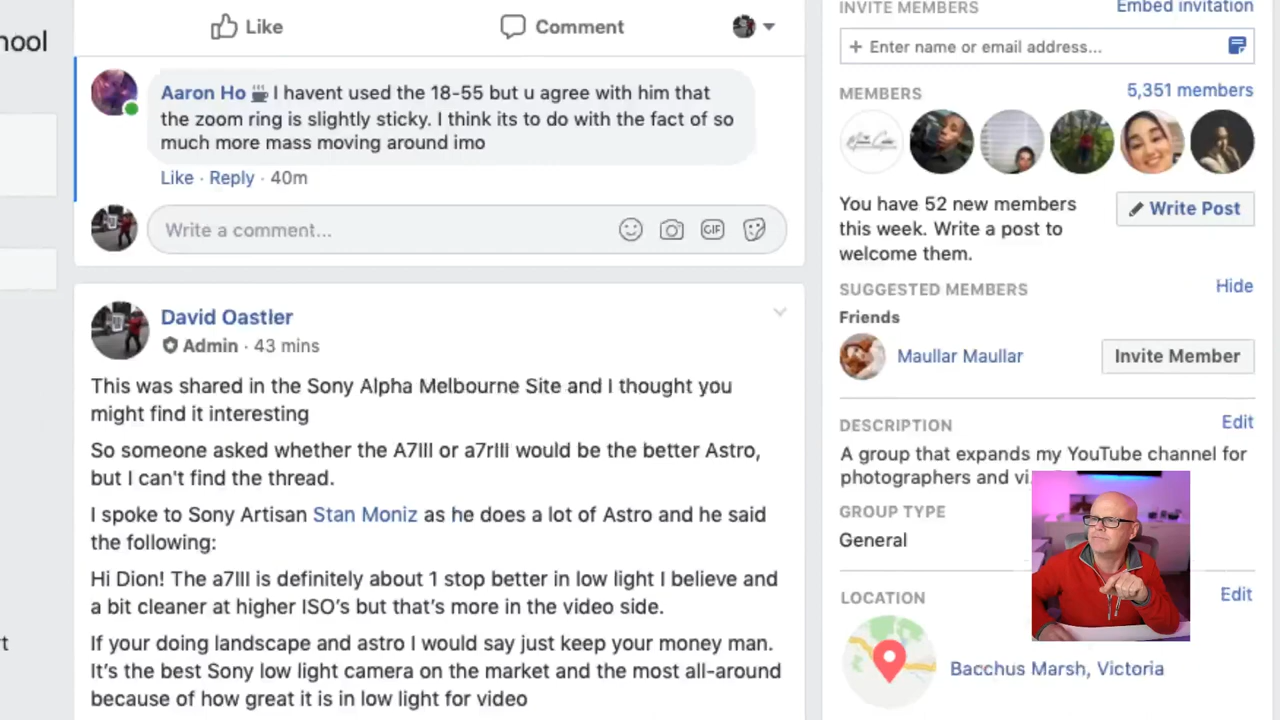 hool
Like
Comment
Aaron Ho I havent used the 18-55 but u agree with him that
the zoom ring is slightly sticky. I think its to do with the fact of so
much more mass moving around imo
Like · Reply · 40m
Write a comment...
GIF
David Oastler
Admin · 43 mins
This was shared in the Sony Alpha Melbourne Site and I thought you
might find it interesting
So someone asked whether the A7III or a7rIII would be the better Astro,
but I can't find the thread.
I spoke to Sony Artisan Stan Moniz as he does a lot of Astro and he said
the following:
Hi Dion! The a7III is definitely about 1 stop better in low light I believe and
a bit cleaner at higher ISO's but that's more in the video side.
If your doing landscape and astro I would say just keep your money man.
It's the best Sony low light camera on the market and the most all-around
because of how great it is in low light for video
INVITE MEMBERS
Embed invitation
+ Enter name or email address...
MEMBERS
5,351 members
You have 52 new members
this week. Write a post to
welcome them.
Write Post
SUGGESTED MEMBERS
Hide
Friends
Maullar Maullar
Invite Member
DESCRIPTION
Edit
A group that expands my YouTube channel for
photographers and vi
GROUP TYPE
General
LOCATION
Edit
Bacchus Marsh, Victoria